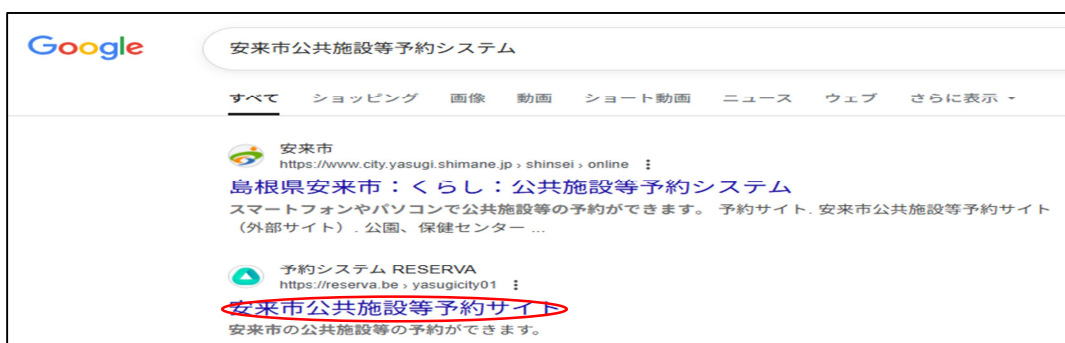 Google
安来市公共施設等予約システム
すべて ショッピング 画像 動画 ショート動画 ニュース ウェブ さらに表示
安来市
https://www.city.yasugi.shimane.jp › shinsei › online
島根県安来市：くらし：公共施設等予約システム
スマートフォンやパソコンで公共施設等の予約ができます。 予約サイト. 安来市公共施設等予約サイト
（外部サイト）. 公園、保健センター ...
予約システム RESERVA
https://reserva.be › yasugicity01
安来市公共施設等予約サイト
安来市の公共施設等の予約ができます。